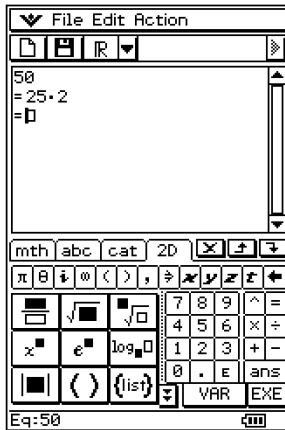 File Edit Action
ℝ
50
=25·2
=
mth abc cat 2D
π θ i ∞ ( ) , ⇒ x y z t ←
√ √
7 8 9 ^ =
4 5 6 × ÷
x e log
1 2 3 + -
0 . E ans
| | ( ) {list}
VAR EXE
Eq:50